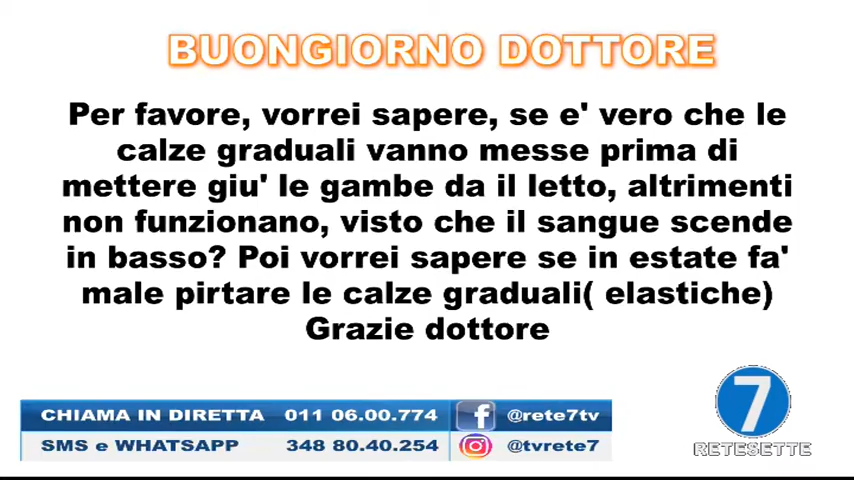 BUONGIORNO DOTTORE
Per favore, vorrei sapere, se e' vero che le
calze graduali vanno messe prima di
mettere giu' le gambe da il letto, altrimenti
non funzionano, visto che il sangue scende
in basso? Poi vorrei sapere se in estate fa'
male pirtare le calze graduali( elastiche)
Grazie dottore
CHIAMA IN DIRETTA 011 06.00.774 f @rete7tv
SMS e WHATSAPP 348 80.40.254 @tvrete7
7
RETESETTE